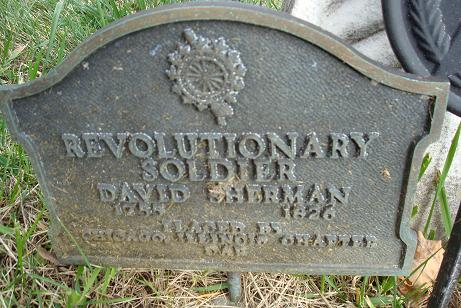 REVOLUTIONARY
SOLDIER
DAVID SHERMAN
1826
PLACED BY
CHICAGO ILLINOIS CHAPTER